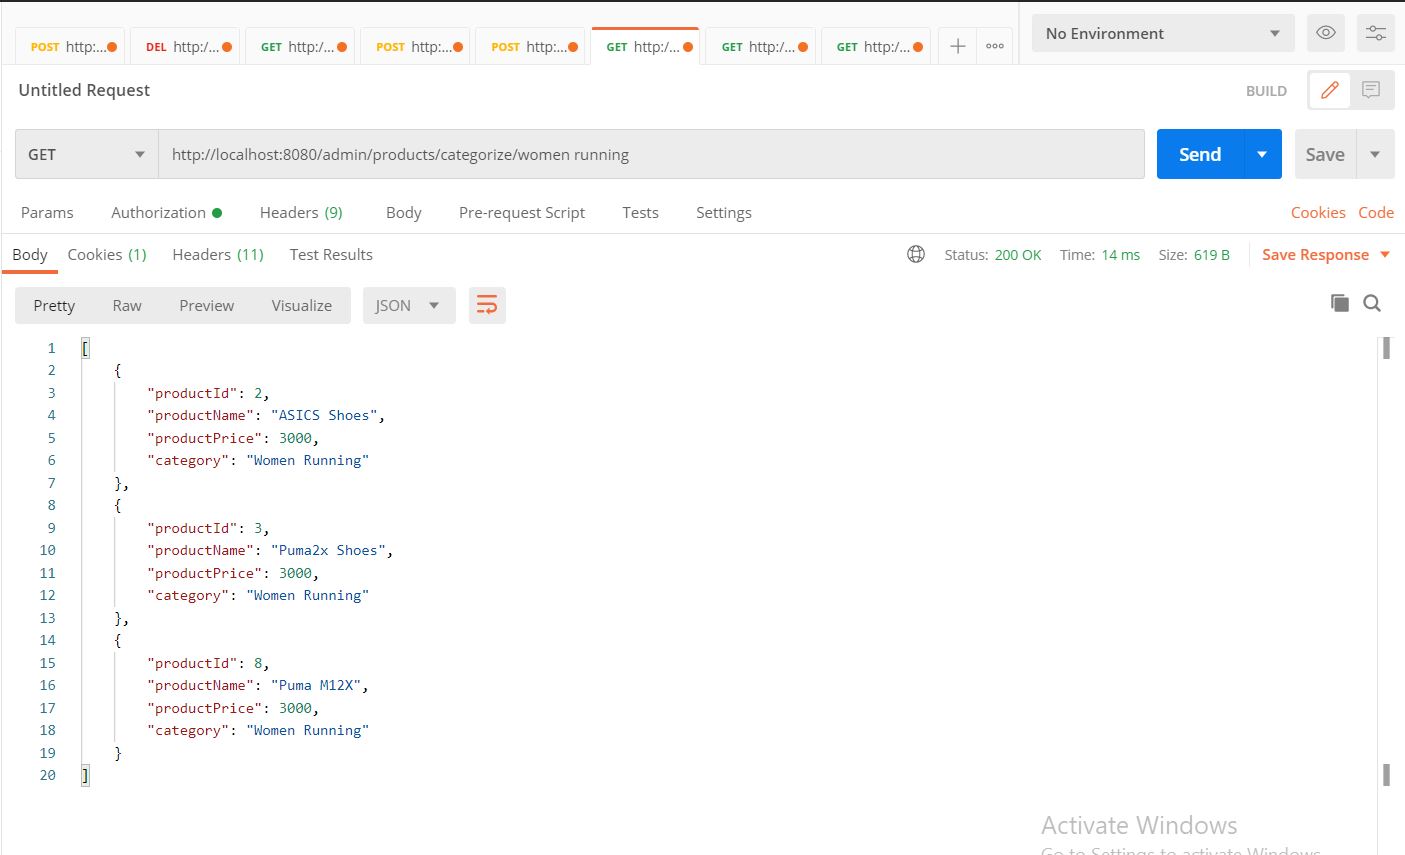 POST http:... DEL http:/... GET http:/... POST http:... POST http:... GET http:/... GET http:/... GET http:/... No Environment
Untitled Request BUILD
GET http://localhost:8080/admin/products/categorize/women running Send Save
Params Authorization Headers (9) Body Pre-request Script Tests Settings Cookies Code
Body Cookies (1) Headers (11) Test Results Status: 200 OK Time: 14 ms Size: 619 B Save Response
Pretty Raw Preview Visualize JSON
1 [
2 {
3 "productId": 2,
4 "productName": "ASICS Shoes",
5 "productPrice": 3000,
6 "category": "Women Running"
7 },
8 {
9 "productId": 3,
10 "productName": "Puma2x Shoes",
11 "productPrice": 3000,
12 "category": "Women Running"
13 },
14 {
15 "productId": 8,
16 "productName": "Puma M12X",
17 "productPrice": 3000,
18 "category": "Women Running"
19 }
20 ]
Activate Windows
Go to Settings to activate Windows.